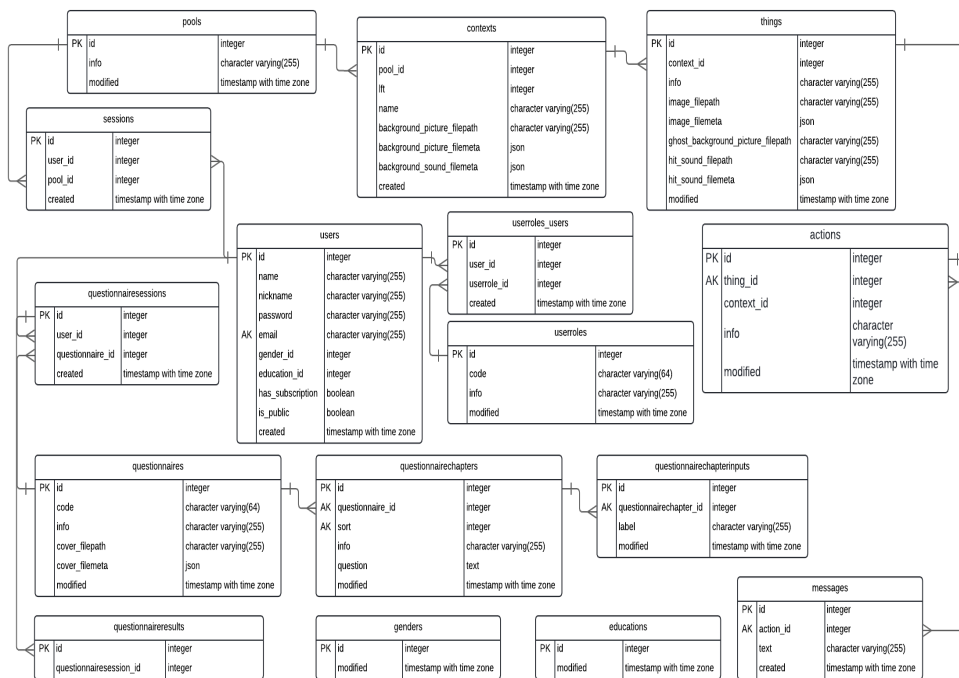 pools
PK id integer
info character varying(255)
modified timestamp with time zone
contexts
PK id integer
pool_id integer
lft integer
name character varying(255)
background_picture_filepath character varying(255)
background_picture_filemeta json
background_sound_filemeta json
created timestamp with time zone
things
PK id integer
context_id integer
info character varying(255)
image_filepath character varying(255)
image_filemeta json
ghost_background_picture_filepath character varying(255)
hit_sound_filepath character varying(255)
hit_sound_filemeta json
modified timestamp with time zone
sessions
PK id integer
user_id integer
pool_id integer
created timestamp with time zone
users
PK id integer
name character varying(255)
nickname character varying(255)
password character varying(255)
AK email character varying(255)
gender_id integer
education_id integer
has_subscription boolean
is_public boolean
created timestamp with time zone
userroles_users
PK id integer
user_id integer
userrole_id integer
created timestamp with time zone
actions
PK id integer
AK thing_id integer
context_id integer
info character
varying(255)
modified timestamp with time
zone
questionnairesessions
PK id integer
user_id integer
questionnaire_id integer
created timestamp with time zone
userroles
PK id integer
code character varying(64)
info character varying(255)
modified timestamp with time zone
questionnaires
PK id integer
code character varying(64)
info character varying(255)
cover_filepath character varying(255)
cover_filemeta json
modified timestamp with time zone
questionnairechapters
PK id integer
AK questionnaire_id integer
AK sort integer
info character varying(255)
question text
modified timestamp with time zone
questionnairechapterinputs
PK id integer
AK questionnairechapter_id integer
label character varying(255)
modified timestamp with time zone
messages
PK id integer
AK action_id integer
text character varying(255)
created timestamp with time zone
questionnaireresults
PK id integer
questionnairesession_id integer
genders
PK id integer
modified timestamp with time zone
educations
PK id integer
modified timestamp with time zone